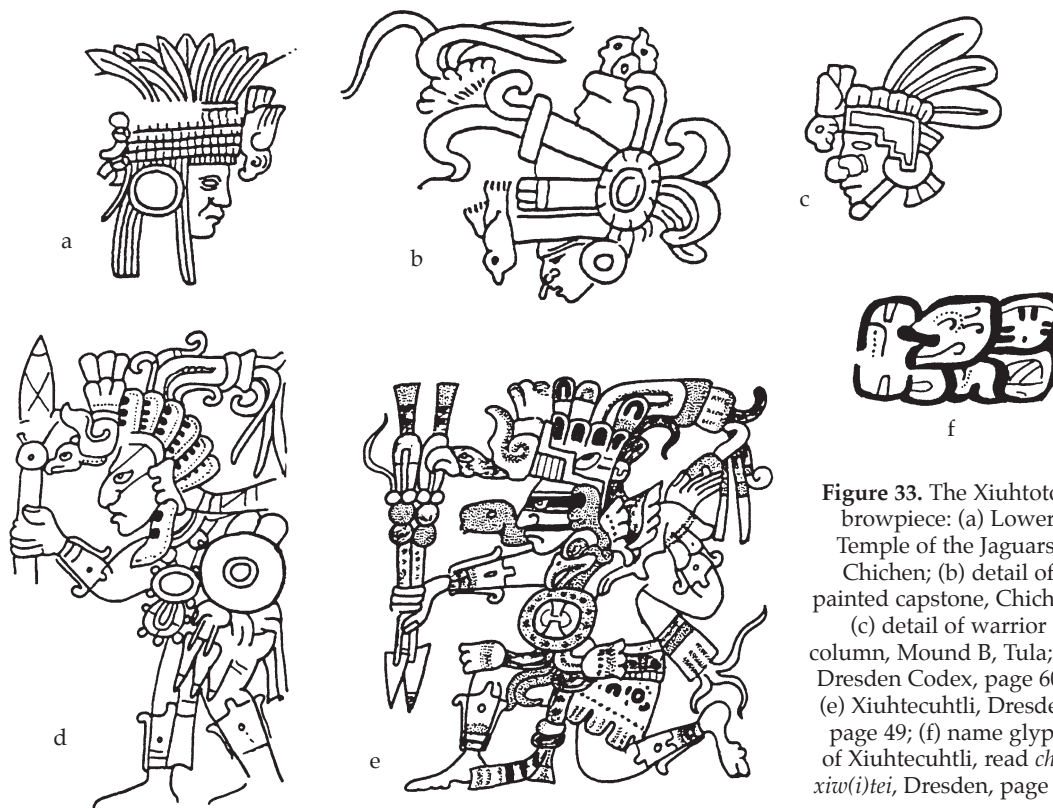 a
b
c
f
d
e
Figure 33. The Xiuhtoto
browpiece: (a) Lower
Temple of the Jaguars
Chichen; (b) detail of
painted capstone, Chich
(c) detail of warrior
column, Mound B, Tula;
Dresden Codex, page 60
(e) Xiuhtecuhtli, Dresde
page 49; (f) name glyp
of Xiuhtecuhtli, read ch
xiw(i)tei, Dresden, page